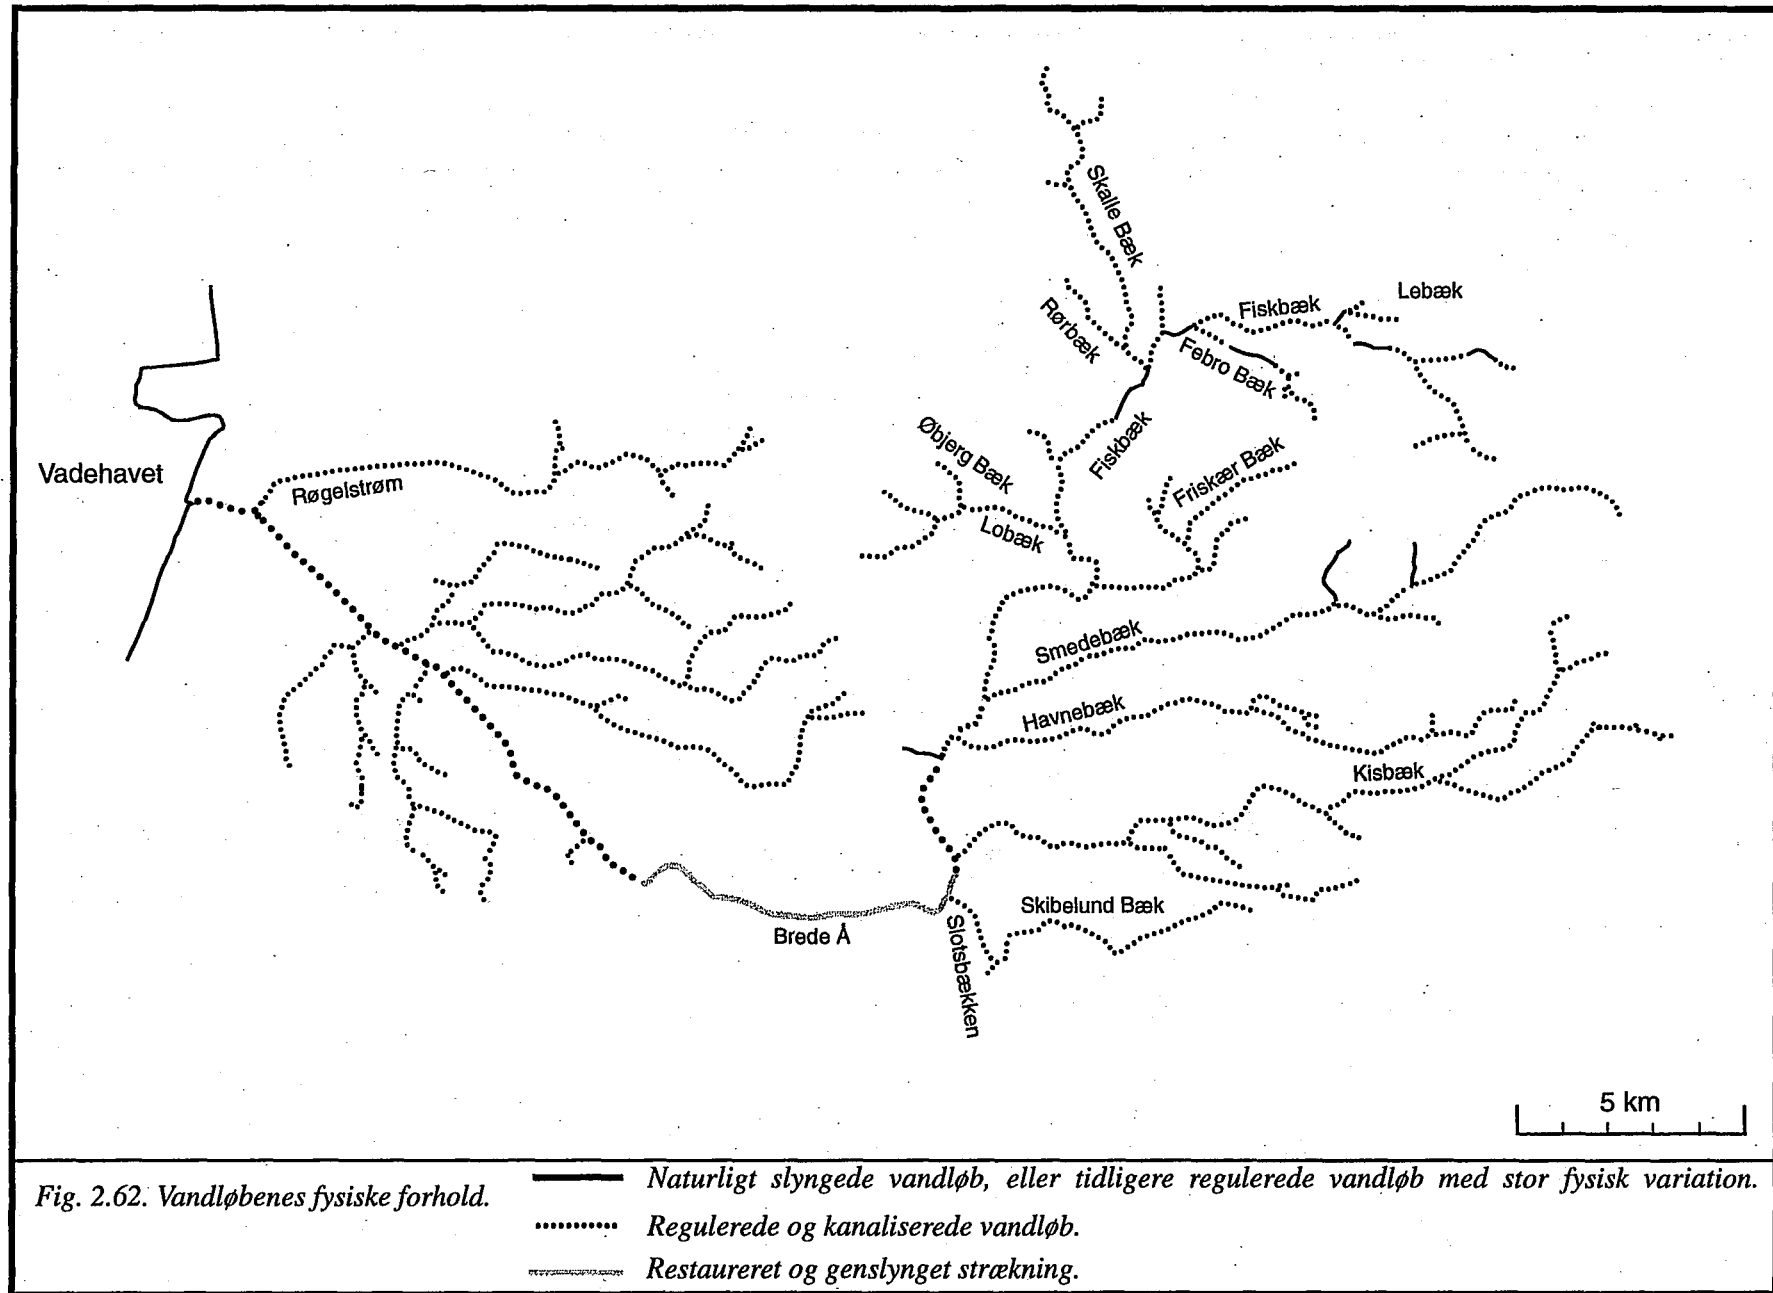 Skalle Bæk
Rørbæk
Fiskbæk
Lebæk
Febro Bæk
Fiskbæk
Øbjerg Bæk
Lobæk
Friskær Bæk
Vadehavet
Røgelstrøm
Smedebæk
Havnebæk
Kisbæk
Skibelund Bæk
Slotsbækken
Brede Å
5 km
Fig. 2.62. Vandløbenes fysiske forhold.
Naturligt slyngede vandløb, eller tidligere regulerede vandløb med stor fysisk variation.
Regulerede og kanaliserede vandløb.
Restaureret og genslynget strækning.